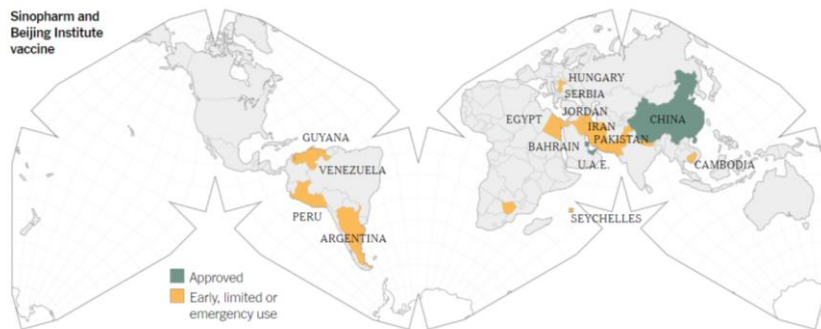 Sinopharm and
Beijing Institute
vaccine
HUNGARY
SERBIA
JORDAN
EGYPT
IRAN
CHINA
PAKISTAN
BAHRAIN
GUYANA
U.A.E.
CAMBODIA
VENEZUELA
PERU
SEYCHELLES
ARGENTINA
Approved
Early, limited or
emergency use